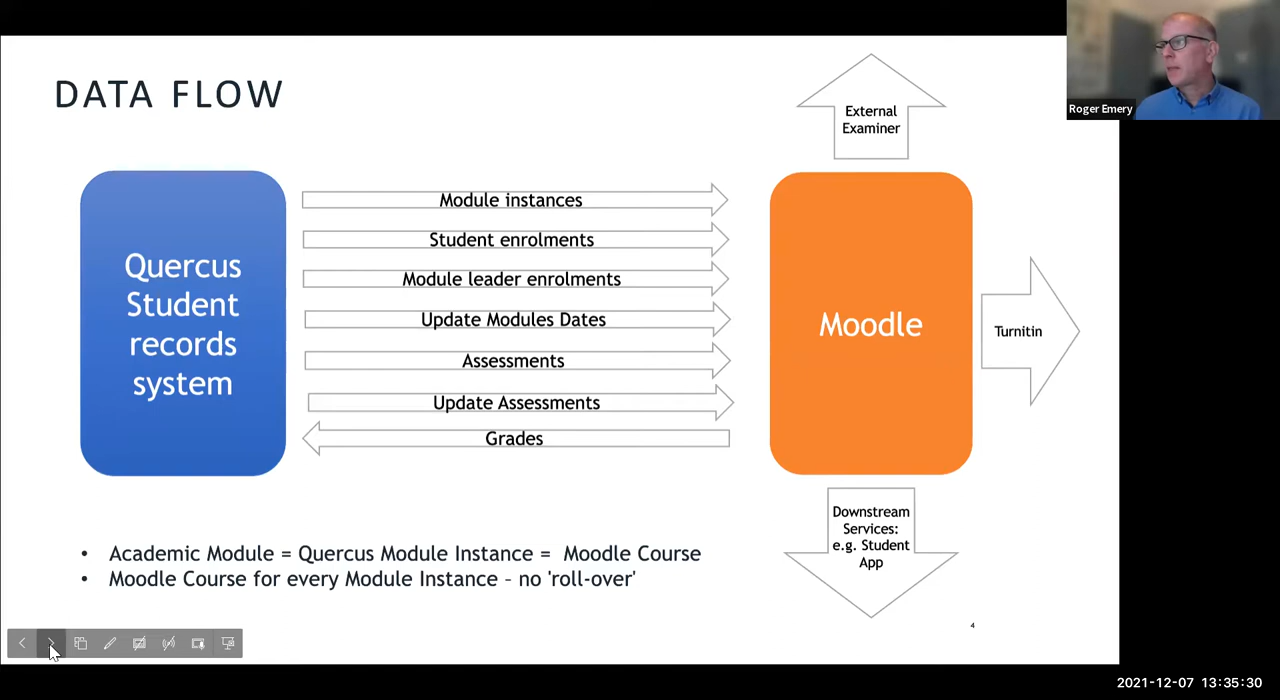 DATA FLOW
Roger Emery
External
Examiner
Quercus
Student
records
system
Module instances
Student enrolments
Module leader enrolments
Update Modules Dates
Assessments
Update Assessments
Grades
Moodle
Turnitin
Downstream
Services:
e.g. Student
App
• Academic Module = Quercus Module Instance = Moodle Course
• Moodle Course for every Module Instance – no 'roll-over'
4
2021-12-07 13:35:30